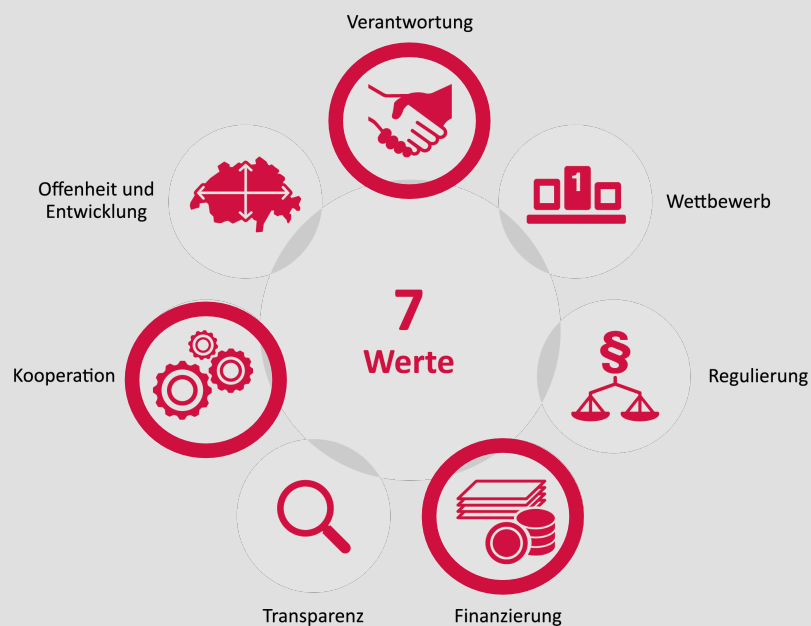 Verantwortung
Offenheit und
Entwicklung
1
Wettbewerb
7
Werte
§
Kooperation
Regulierung
Transparenz
Finanzierung